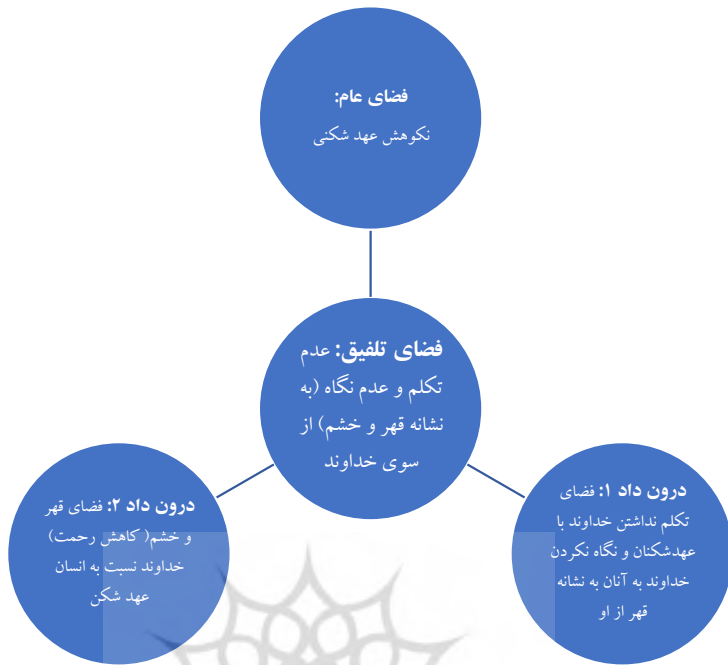 فضای عام:
نکوهش عهد شکنی
فضای تلفیق: عدم
تکلم و عدم نگاه (به
نشانه قهر و خشم) از
سوی خداوند
درون داد ۱: فضای
تکلم نداشتن خداوند با
عهدشکنان و نگاه نکردن
خداوند به آنان به نشانه
قهر از او
درون داد ۲: فضای قهر
و خشم( کاهش رحمت)
خداوند نسبت به انسان
عهد شکن